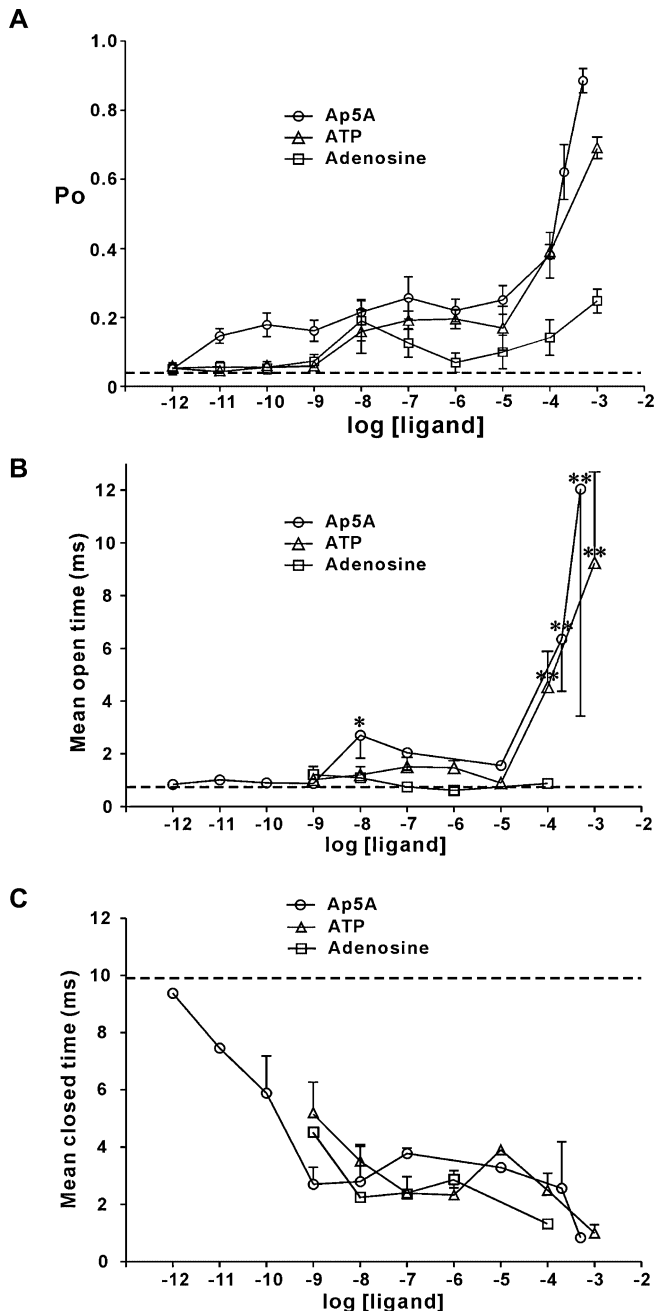 A
1.0
Ap5A
0.8
ATP
Adenosine
0.6
Po
0.4
0.2
0
-12 -11 -10 -9 -8 -7 -6 -5 -4 -3 -2
log [ligand]
B
12
**
Ap5A
10
ATP
Adenosine
**
Mean open time (ms)
8
6
**
**
4
*
2
0
-12 -11 -10 -9 -8 -7 -6 -5 -4 -3 -2
log [ligand]
C
Ap5A
12
ATP
Adenosine
10
Mean closed time (ms)
8
6
4
2
0
-12 -11 -10 -9 -8 -7 -6 -5 -4 -3 -2
log [ligand]